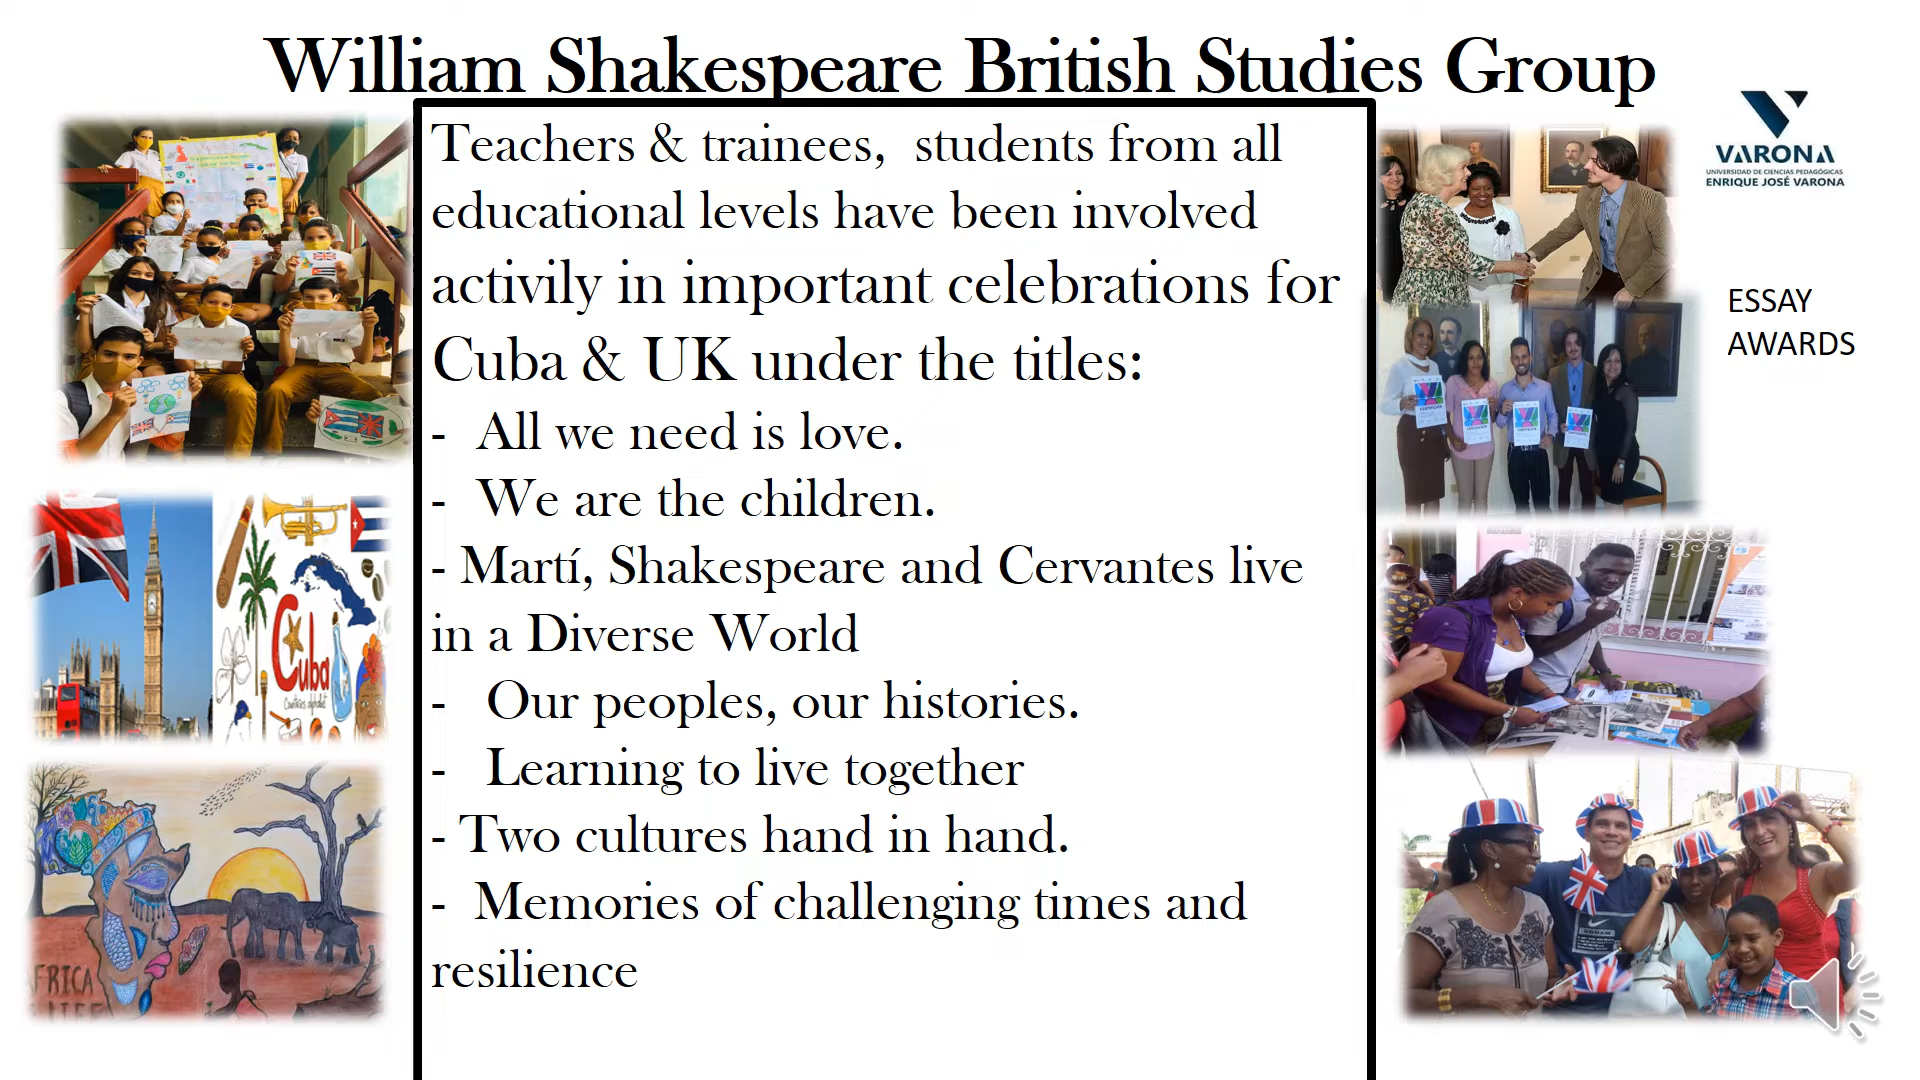 William Shakespeare British Studies Group
Teachers & trainees, students from all
educational levels have been involved
activily in important celebrations for
Cuba & UK under the titles:
- All we need is love.
- We are the children.
- Martí, Shakespeare and Cervantes live
in a Diverse World
- Our peoples, our histories.
- Learning to live together
- Two cultures hand in hand.
- Memories of challenging times and
resilience
VARONA
UNIVERSIDAD DE CIENCIAS PEDAGÓGICAS
ENRIQUE JOSÉ VARONA
ESSAY
AWARDS
Cuba
AFRICA
LIFE